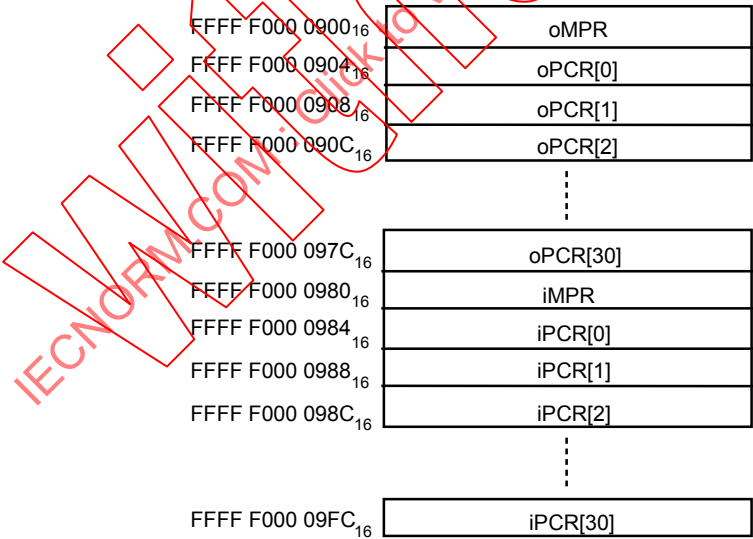 FFFF F000 0900₁₆ oMPR
FFFF F000 0904₁₆ oPCR[0]
FFFF F000 0908₁₆ oPCR[1]
FFFF F000 090C₁₆ oPCR[2]
FFFF F000 097C₁₆ oPCR[30]
FFFF F000 0980₁₆ iMPR
FFFF F000 0984₁₆ iPCR[0]
FFFF F000 0988₁₆ iPCR[1]
FFFF F000 098C₁₆ iPCR[2]
FFFF F000 09FC₁₆ iPCR[30]
IECNORM.COM : Click to